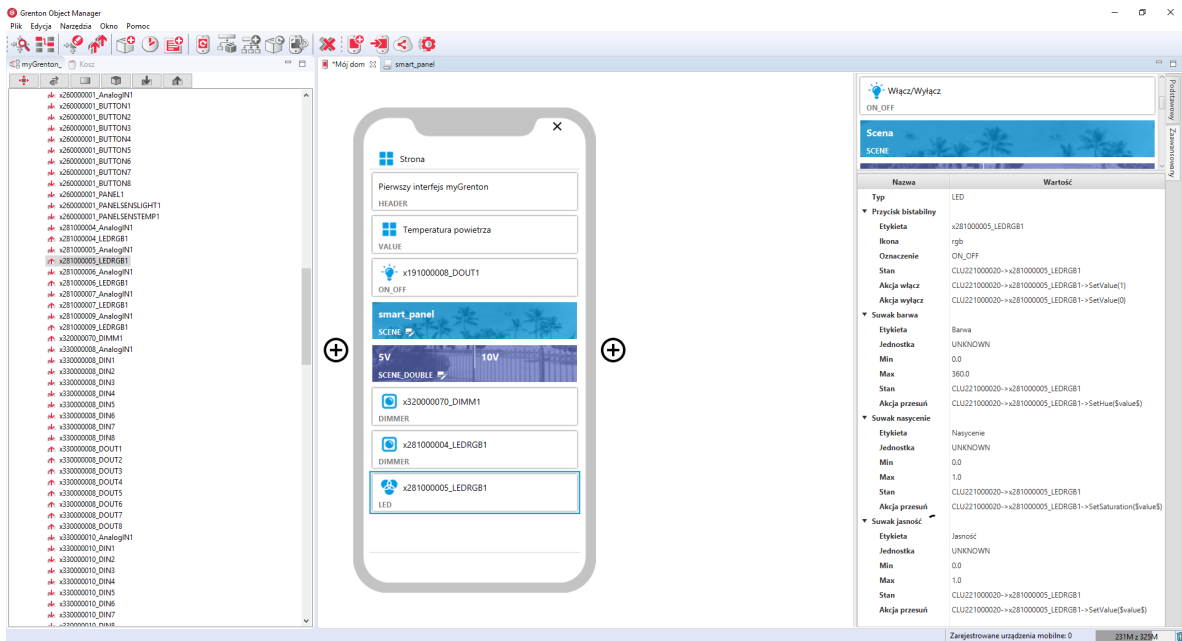 Grenton Object Manager
Plik Edycja Narzędzia Okno Pomoc
myGrenton_ Kosz
*Mój dom smart_panel
x260000001_AnalogIN1
x260000001_BUTTON1
x260000001_BUTTON2
x260000001_BUTTON3
x260000001_BUTTON4
x260000001_BUTTON5
x260000001_BUTTON6
x260000001_BUTTON7
x260000001_BUTTON8
x260000001_PANEL1
x260000001_PANELSENSLIGHT1
x260000001_PANELSENSTEMP1
x281000004_AnalogIN1
x281000004_LEDRGB1
x281000005_AnalogIN1
x281000005_LEDRGB1
x281000006_AnalogIN1
x281000006_LEDRGB1
x281000007_AnalogIN1
x281000007_LEDRGB1
x281000009_AnalogIN1
x281000009_LEDRGB1
x320000070_DIMM1
x330000008_AnalogIN1
x330000008_DIN1
x330000008_DIN2
x330000008_DIN3
x330000008_DIN4
x330000008_DIN5
x330000008_DIN6
x330000008_DIN7
x330000008_DIN8
x330000008_DOUT1
x330000008_DOUT2
x330000008_DOUT3
x330000008_DOUT4
x330000008_DOUT5
x330000008_DOUT6
x330000008_DOUT7
x330000008_DOUT8
x330000010_AnalogIN1
x330000010_DIN1
x330000010_DIN2
x330000010_DIN3
x330000010_DIN4
x330000010_DIN5
x330000010_DIN6
x330000010_DIN7
x330000010_DIN8
Strona
Pierwszy interfejs myGrenton
HEADER
Temperatura powietrza
VALUE
x191000008_DOUT1
ON_OFF
smart_panel
SCENE
5V 10V
SCENE_DOUBLE
x320000070_DIMM1
DIMMER
x281000004_LEDRGB1
DIMMER
x281000005_LEDRGB1
LED
Włącz/Wyłącz
ON_OFF
Scena
SCENE
Podstawowy
Zaawansowany
Nazwa Wartość
Typ LED
Przycisk bistabilny
Etykieta x281000005_LEDRGB1
Ikona rgb
Oznaczenie ON_OFF
Stan CLU221000020->x281000005_LEDRGB1
Akcja włącz CLU221000020->x281000005_LEDRGB1->SetValue(1)
Akcja wyłącz CLU221000020->x281000005_LEDRGB1->SetValue(0)
Suwak barwa
Etykieta Barwa
Jednostka UNKNOWN
Min 0.0
Max 360.0
Stan CLU221000020->x281000005_LEDRGB1
Akcja przesuń CLU221000020->x281000005_LEDRGB1->SetHue($value$)
Suwak nasycenie
Etykieta Nasycenie
Jednostka UNKNOWN
Min 0.0
Max 1.0
Stan CLU221000020->x281000005_LEDRGB1
Akcja przesuń CLU221000020->x281000005_LEDRGB1->SetSaturation($value$)
Suwak jasność
Etykieta Jasność
Jednostka UNKNOWN
Min 0.0
Max 1.0
Stan CLU221000020->x281000005_LEDRGB1
Akcja przesuń CLU221000020->x281000005_LEDRGB1->SetValue($value$)
Zarejestrowane urządzenia mobilne: 0 231M z 325M